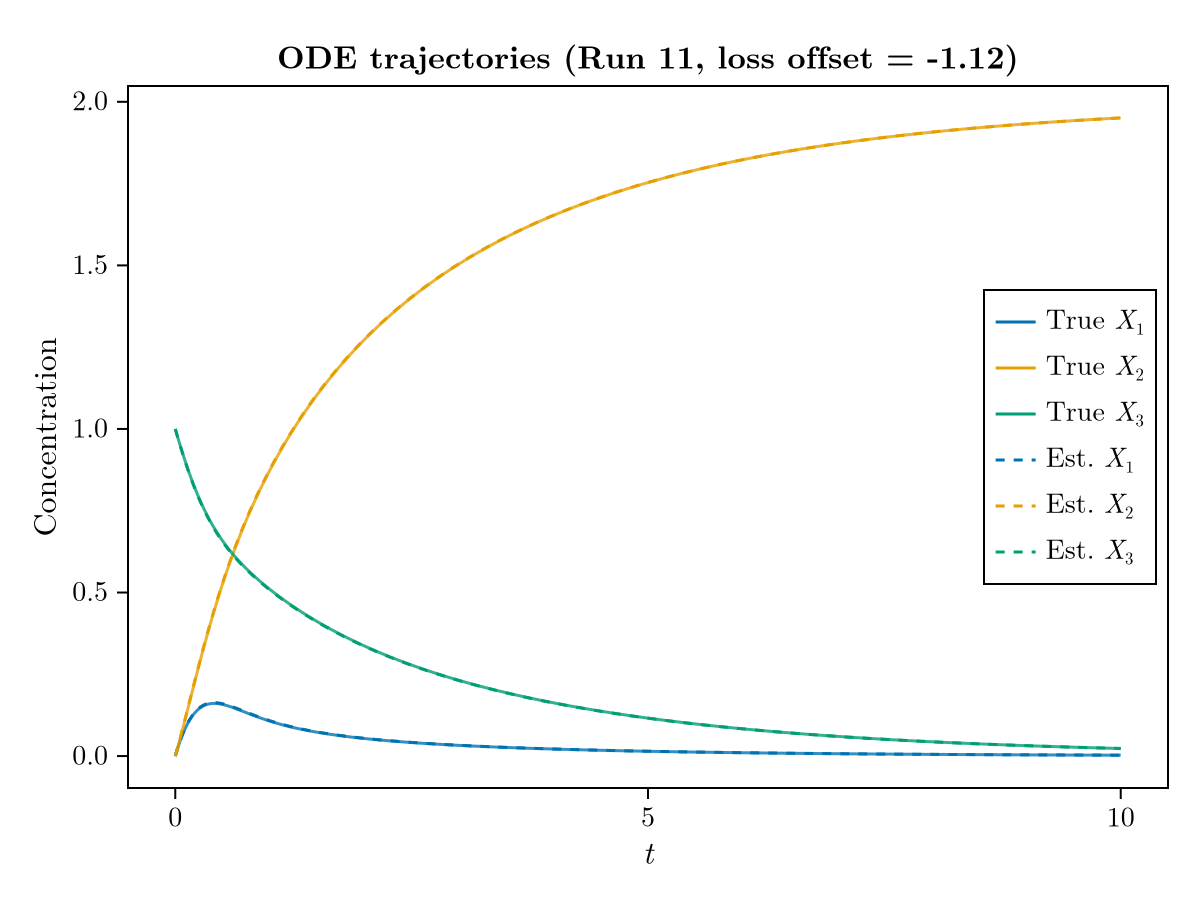 ODE trajectories (Run 11, loss offset = -1.12)
Concentration
2.0
1.5
1.0
0.5
0.0
0
5
10
t
True X₁
True X₂
True X₃
Est. X₁
Est. X₂
Est. X₃